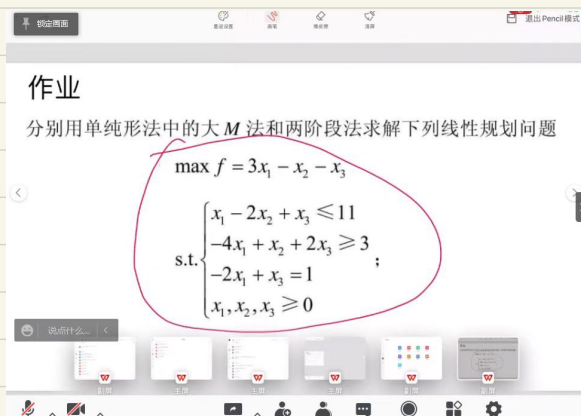 锁定画面
退出Pencil模式
作业
分别用单纯形法中的大 M 法和两阶段法求解下列线性规划问题
max f = 3x₁ − x₂ − x₃
x₁ − 2x₂ + x₃ ⩽ 11
−4x₁ + x₂ + 2x₃ ⩾ 3
s.t.
;
−2x₁ + x₃ = 1
x₁, x₂, x₃ ⩾ 0
说点什么...